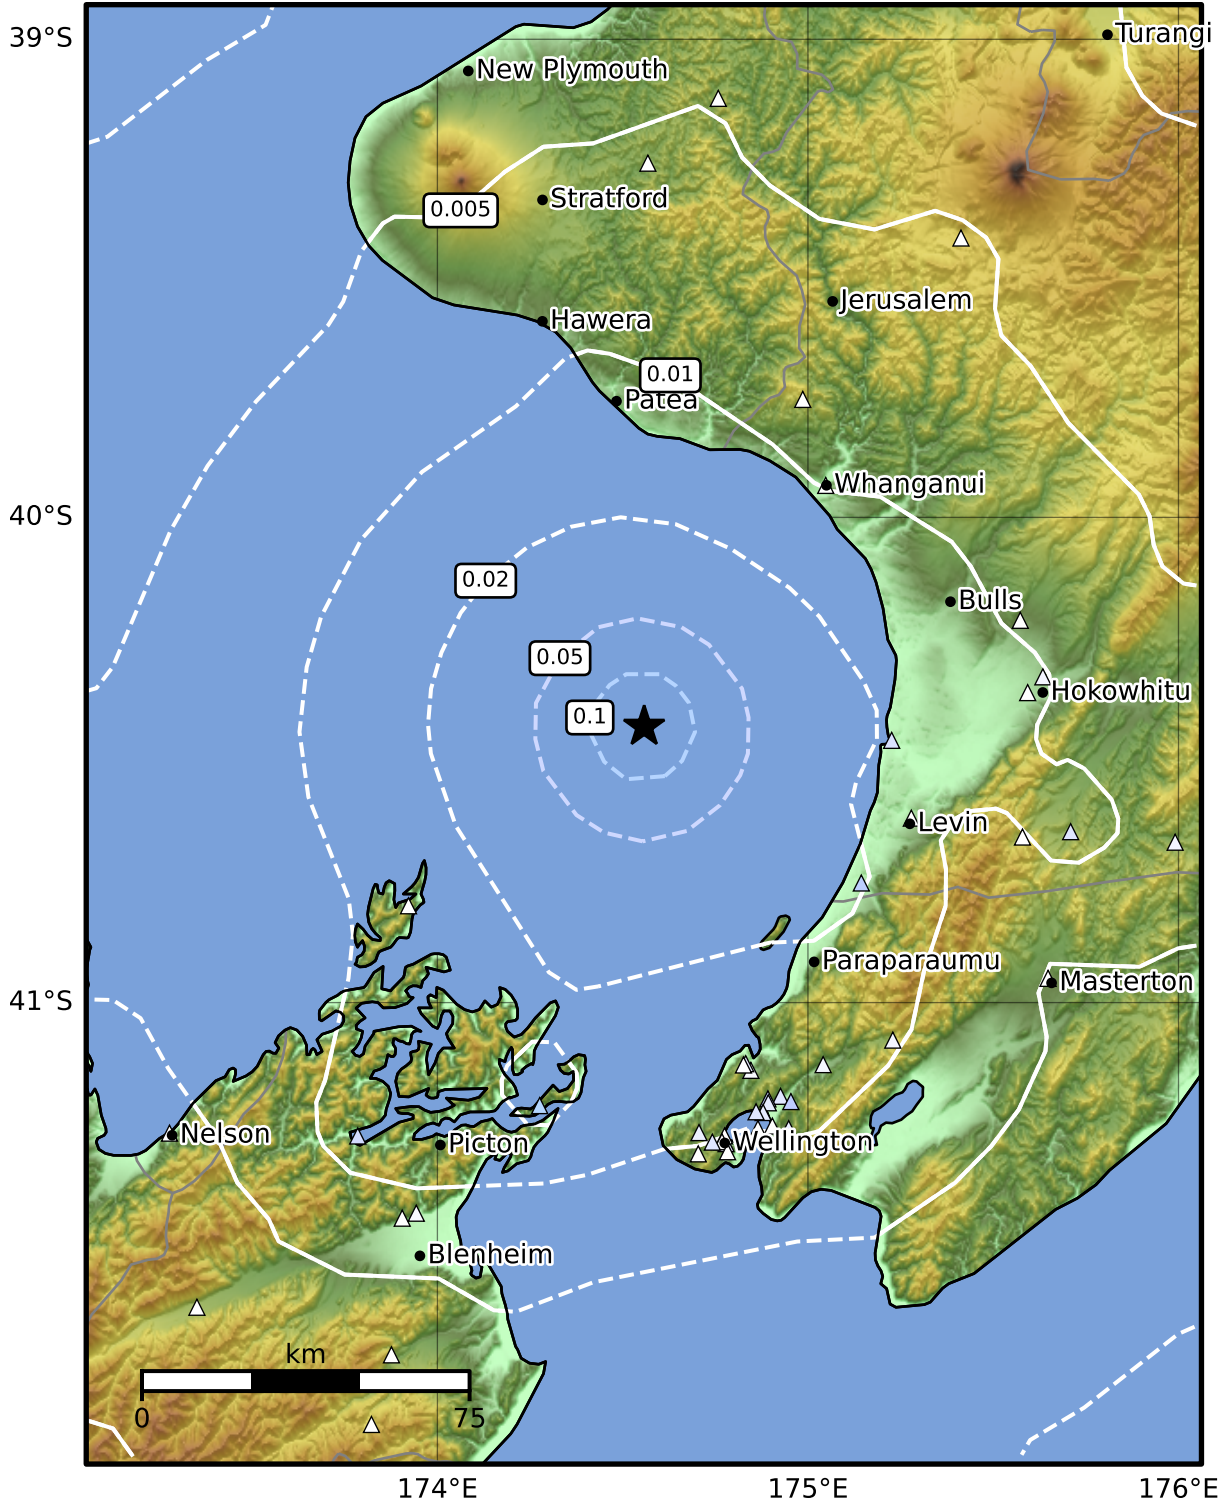 39°S
Turangi
New Plymouth
Stratford
0.005
Jerusalem
Hawera
0.01
Patea
Whanganui
40°S
0.02
Bulls
0.05
Hokowhitu
0.1
Levin
Paraparaumu
Masterton
41°S
Nelson
Picton
Wellington
Blenheim
km
0
75
174°E
175°E
176°E